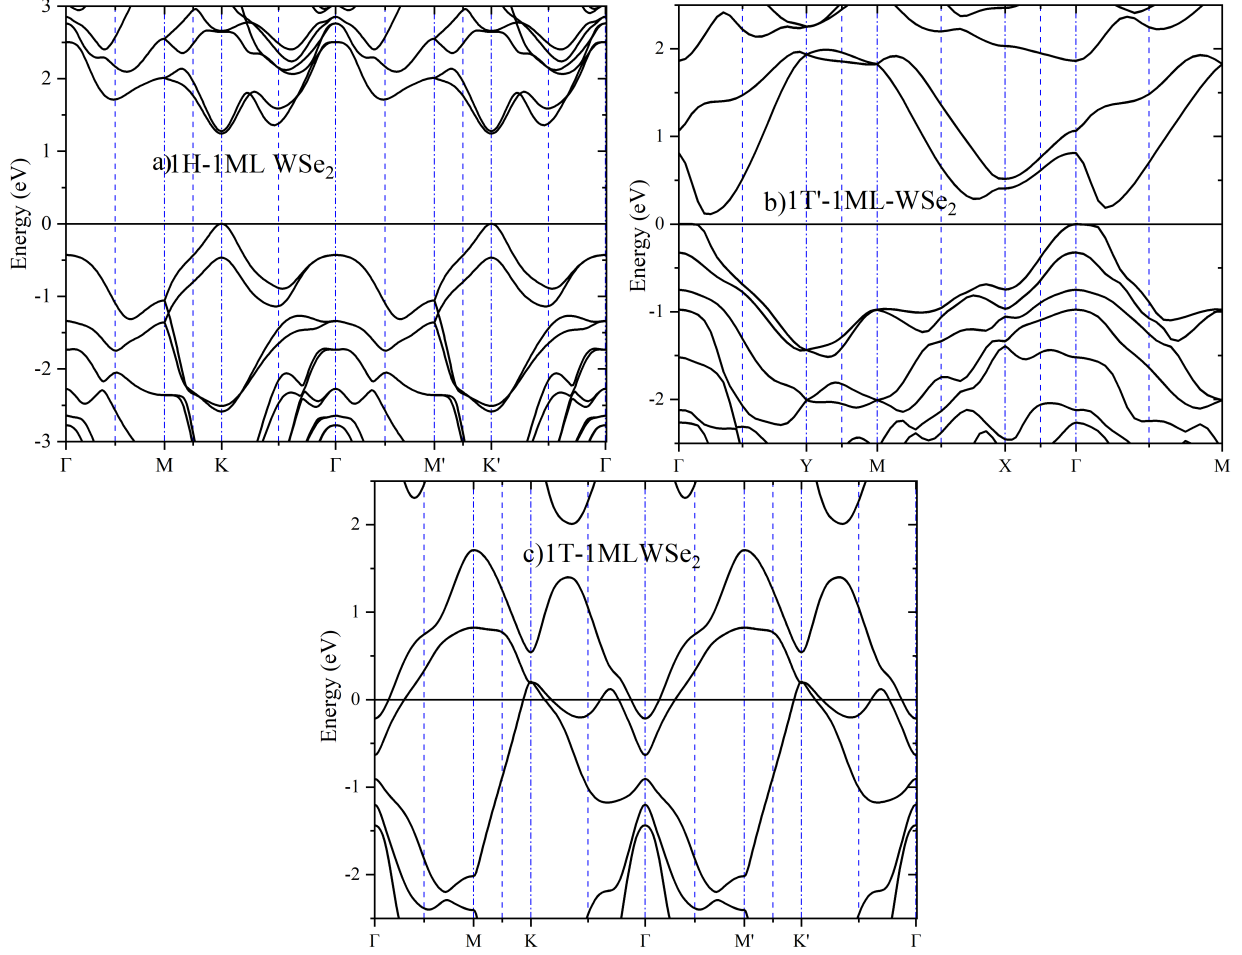 3
2
1
0
-1
-2
-3
Energy (eV)
a)1H-1ML WSe2
Γ M K Γ M' K' Γ
2
1
0
-1
-2
Energy (eV)
b)1T'-1ML-WSe2
Γ Y M X Γ M
2
1
0
-1
-2
Energy (eV)
c)1T-1MLWSe2
Γ M K Γ M' K' Γ